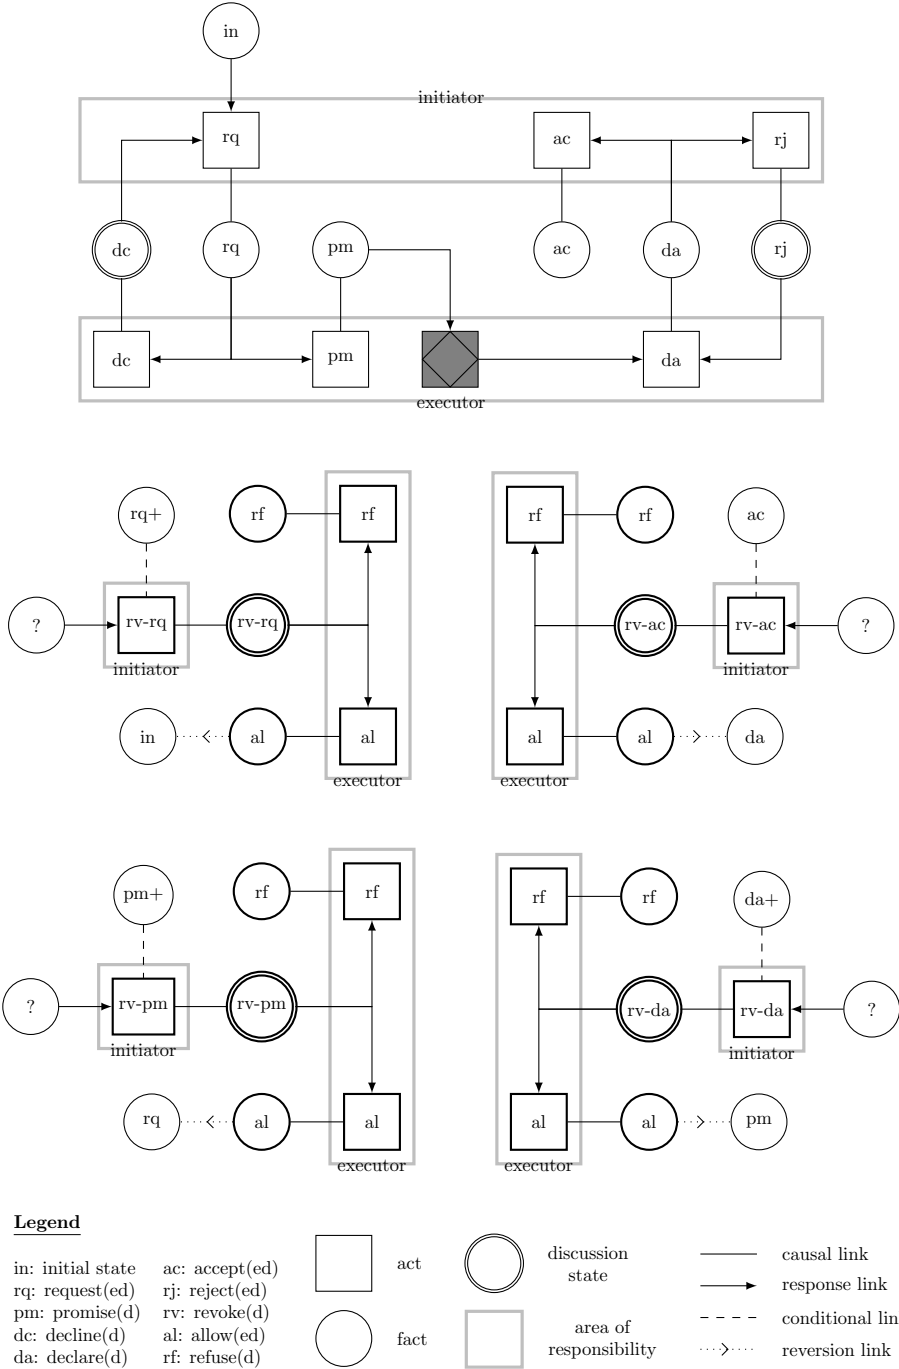 in
initiator
rq
ac
rj
dc
rq
pm
ac
da
rj
dc
pm
da
executor
rq+
rf
rf
rf
rf
ac
?
rv-rq
rv-rq
rv-ac
rv-ac
?
initiator
initiator
in
al
al
al
al
da
executor
executor
pm+
rf
rf
rf
rf
da+
?
rv-pm
rv-pm
rv-da
rv-da
?
initiator
initiator
rq
al
al
al
al
pm
executor
executor
Legend
in: initial state
rq: request(ed)
pm: promise(d)
dc: decline(d)
da: declare(d)
ac: accept(ed)
rj: reject(ed)
rv: revoke(d)
al: allow(ed)
rf: refuse(d)
act
fact
discussion
state
area of
responsibility
causal link
response link
conditional lin
reversion link